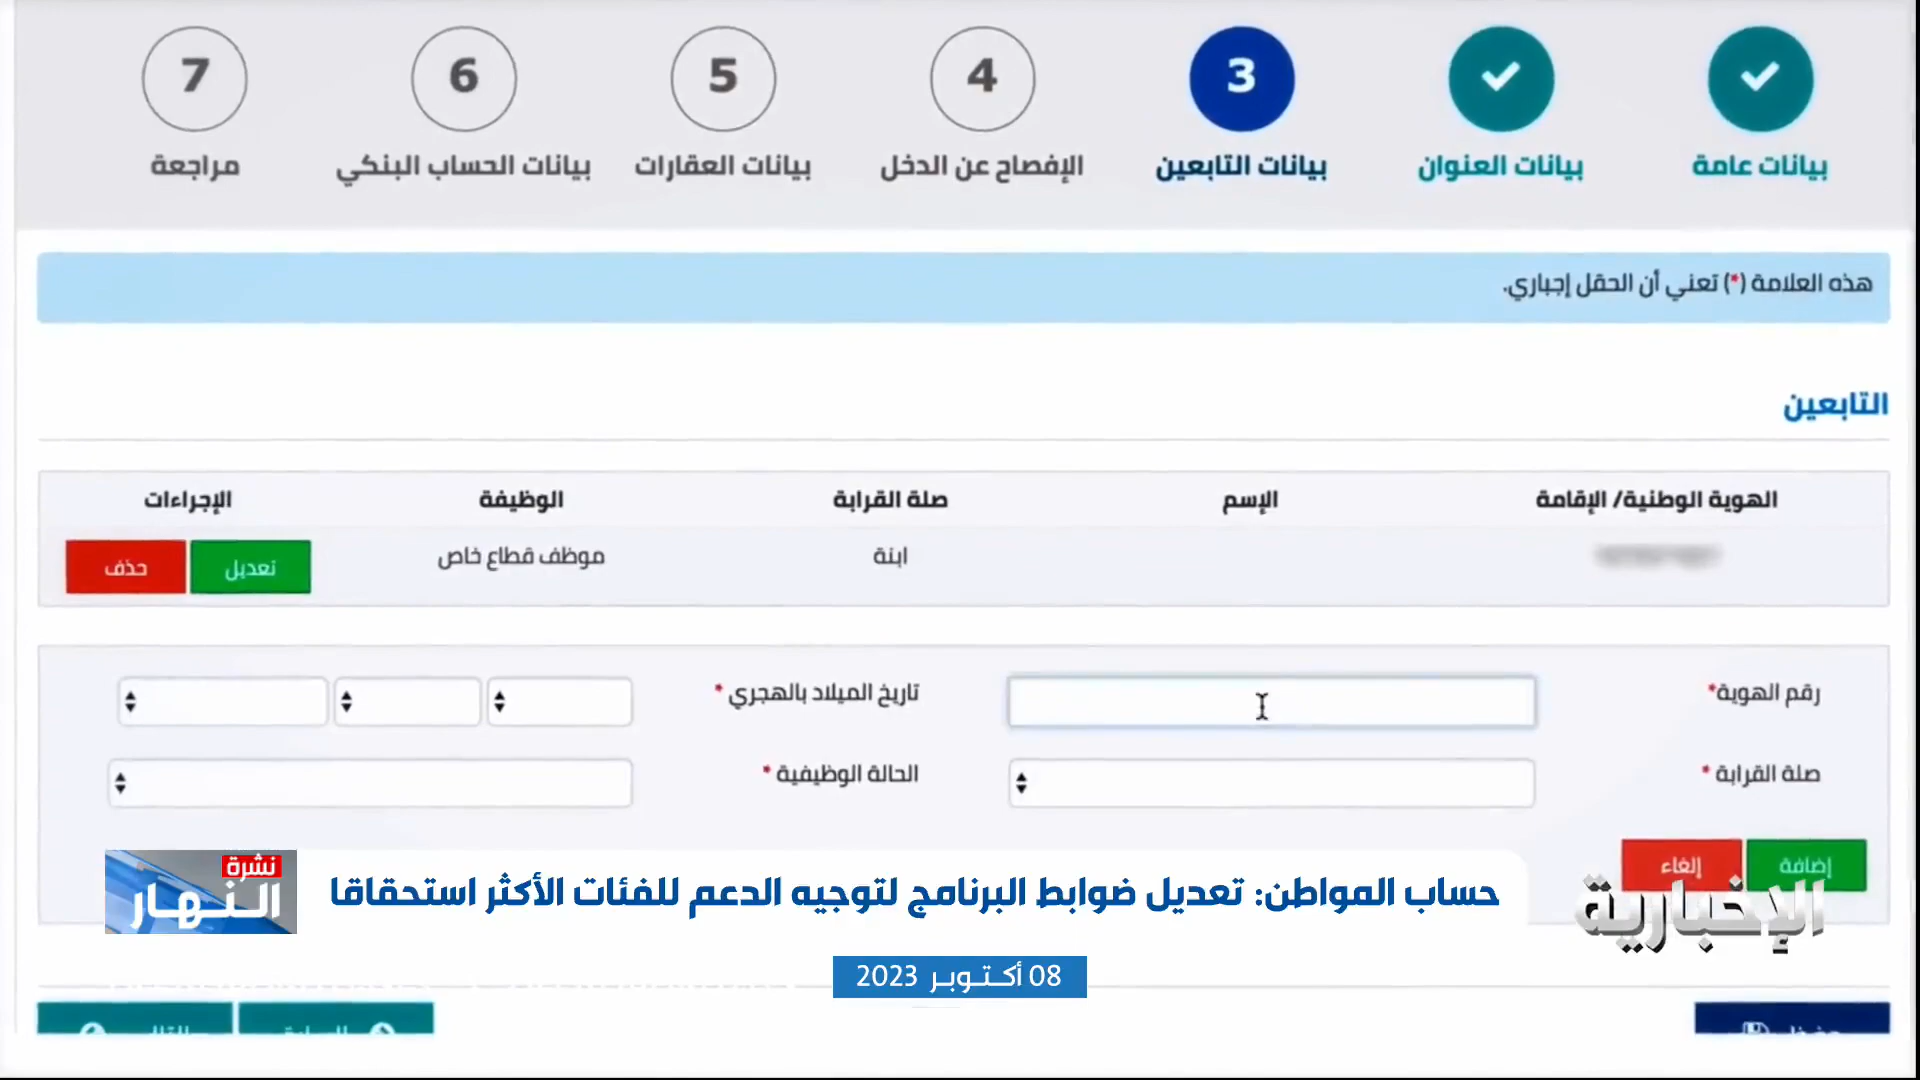 3
4
5
6
7
بيانات عامة
بيانات العنوان
بيانات التابعين
الإفصاح عن الدخل
بيانات العقارات
بيانات الحساب البنكي
مراجعة
هذه العلامة (*) تعني أن الحقل إجباري.
التابعين
الهوية الوطنية/ الإقامة
الإسم
صلة القرابة
الوظيفة
الإجراءات
ابنة
موظف قطاع خاص
تعديل
حذف
رقم الهوية*
تاريخ الميلاد بالهجري *
صلة القرابة *
الحالة الوظيفية *
إضافة
إلغاء
الإخبارية
حساب المواطن: تعديل ضوابط البرنامج لتوجيه الدعم للفئات الأكثر استحقاقا
نشرة
النهار
08 أكتوبر 2023